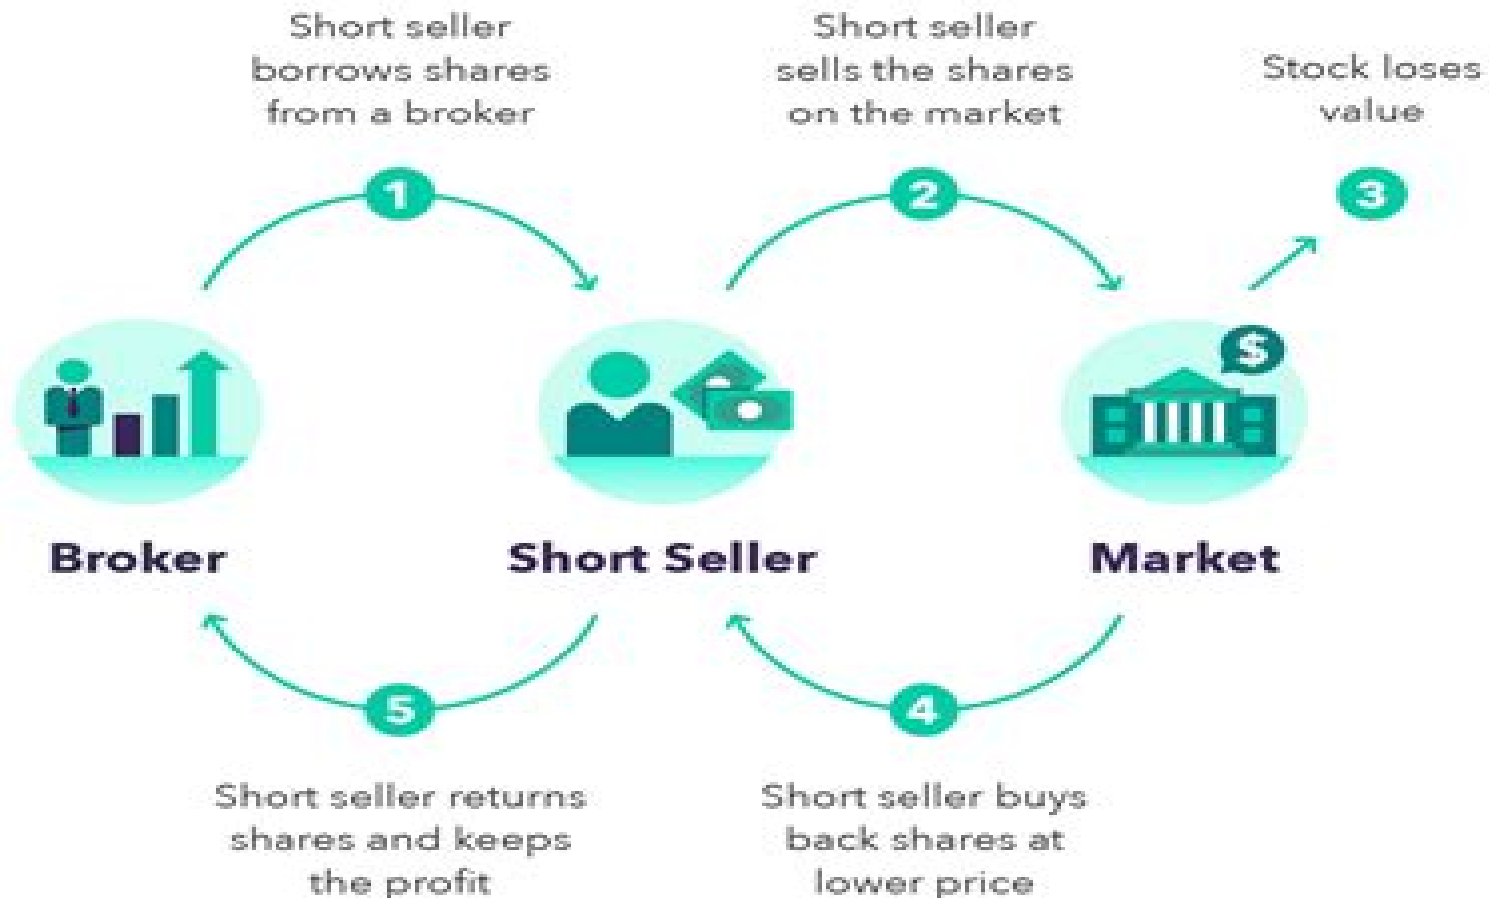 Short seller
borrows shares
from a broker
Short seller
sells the shares
on the market
Stock loses
value
1
2
3
$
Broker
Short Seller
Market
5
4
Short seller returns
shares and keeps
the profit
Short seller buys
back shares at
lower price